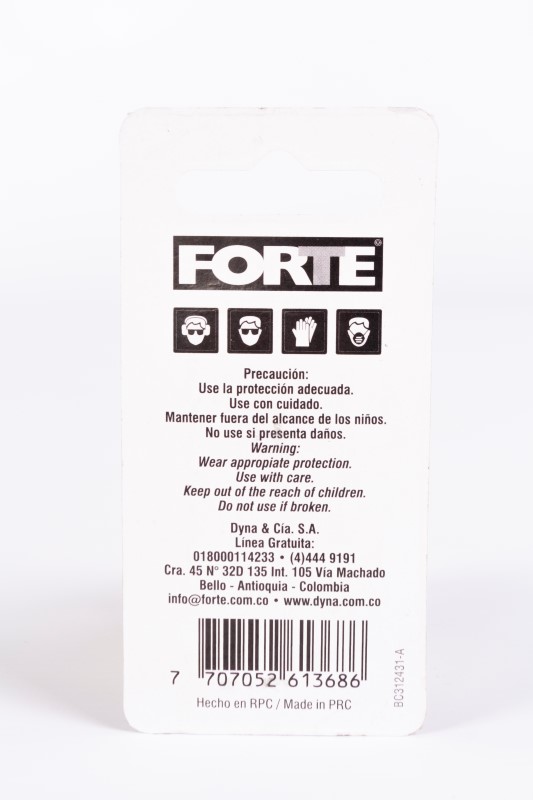 FORTE
Precaución:
Use la protección adecuada.
Use con cuidado.
Mantener fuera del alcance de los niños.
No use si presenta daños.
Warning:
Wear appropiate protection.
Use with care.
Keep out of the reach of children.
Do not use if broken.
Dyna & Cía. S.A.
Línea Gratuita:
018000114233 • (4)444 9191
Cra. 45 N° 32D 135 Int. 105 Vía Machado
Bello - Antioquia - Colombia
info@forte.com.co • www.dyna.com.co
7 707052 613686
Hecho en RPC / Made in PRC
BC312431-A